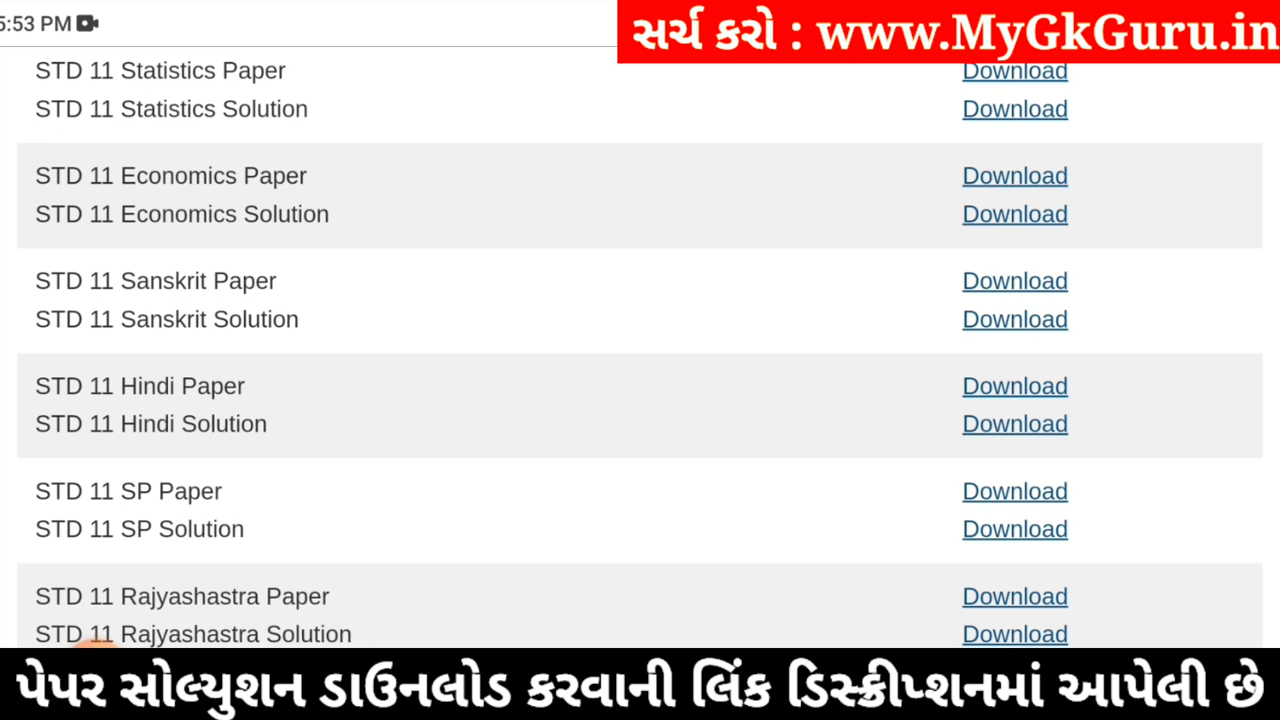 5:53 PM
સર્ચ કરો : www.MyGkGuru.in
STD 11 Statistics Paper Download
STD 11 Statistics Solution Download
STD 11 Economics Paper Download
STD 11 Economics Solution Download
STD 11 Sanskrit Paper Download
STD 11 Sanskrit Solution Download
STD 11 Hindi Paper Download
STD 11 Hindi Solution Download
STD 11 SP Paper Download
STD 11 SP Solution Download
STD 11 Rajyashastra Paper Download
STD 11 Rajyashastra Solution Download
પેપર સોલ્યુશન ડાઉનલોડ કરવાની લિંક ડિસ્ક્રીપ્શનમાં આપેલી છે